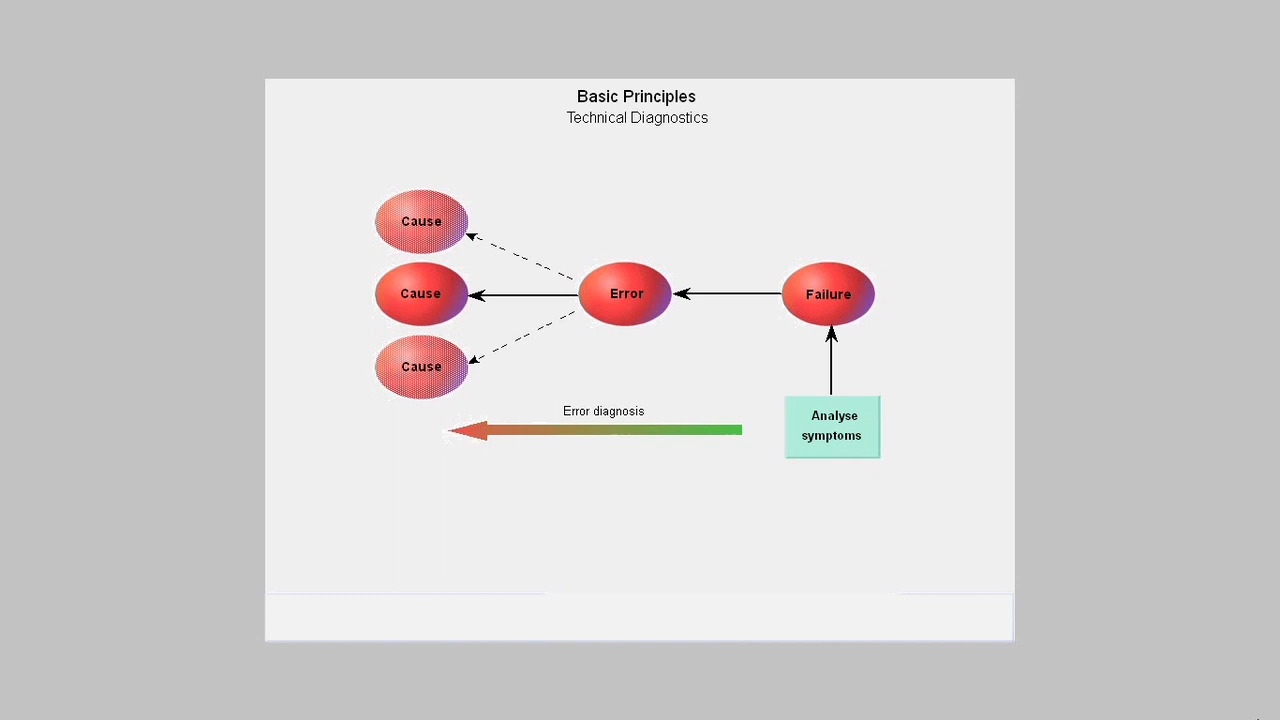 Basic Principles
Technical Diagnostics
Cause
Cause
Error
Failure
Cause
Error diagnosis
Analyse
symptoms